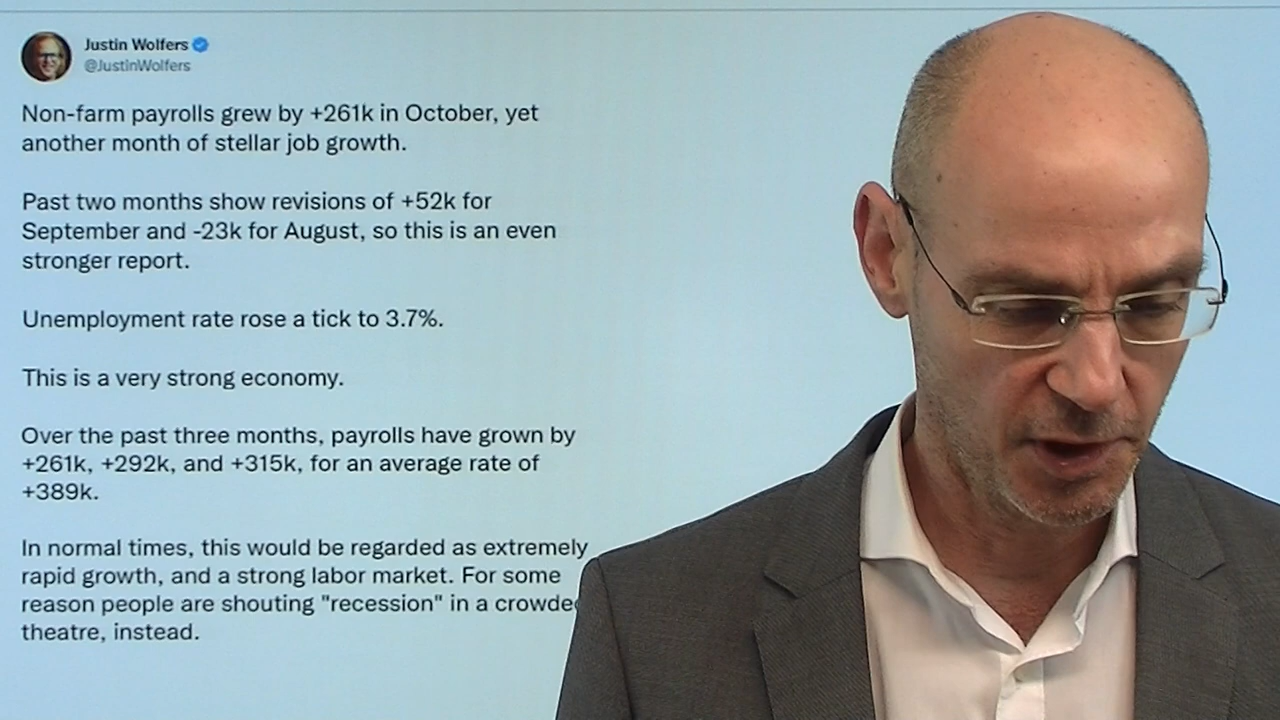 Justin Wolfers
@JustinWolfers
Non-farm payrolls grew by +261k in October, yet
another month of stellar job growth.
Past two months show revisions of +52k for
September and -23k for August, so this is an even
stronger report.
Unemployment rate rose a tick to 3.7%.
This is a very strong economy.
Over the past three months, payrolls have grown by
+261k, +292k, and +315k, for an average rate of
+389k.
In normal times, this would be regarded as extremely
rapid growth, and a strong labor market. For some
reason people are shouting "recession" in a crowde
theatre, instead.